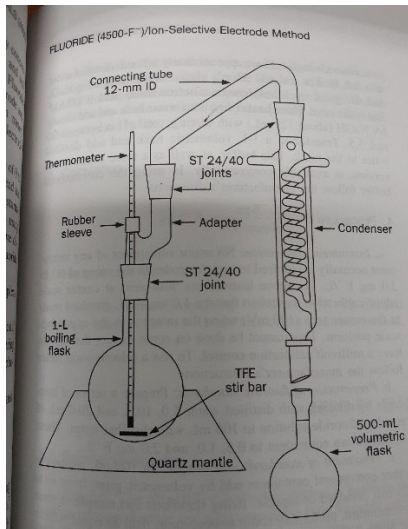 FLUORIDE (4500-F⁻)/Ion-Selective Electrode Method
Connecting tube
12-mm ID
Thermometer
ST 24/40
joints
Rubber
sleeve
Adapter
Condenser
ST 24/40
joint
1-L
boiling
flask
TFE
stir bar
Quartz mantle
500-mL
volumetric
flask